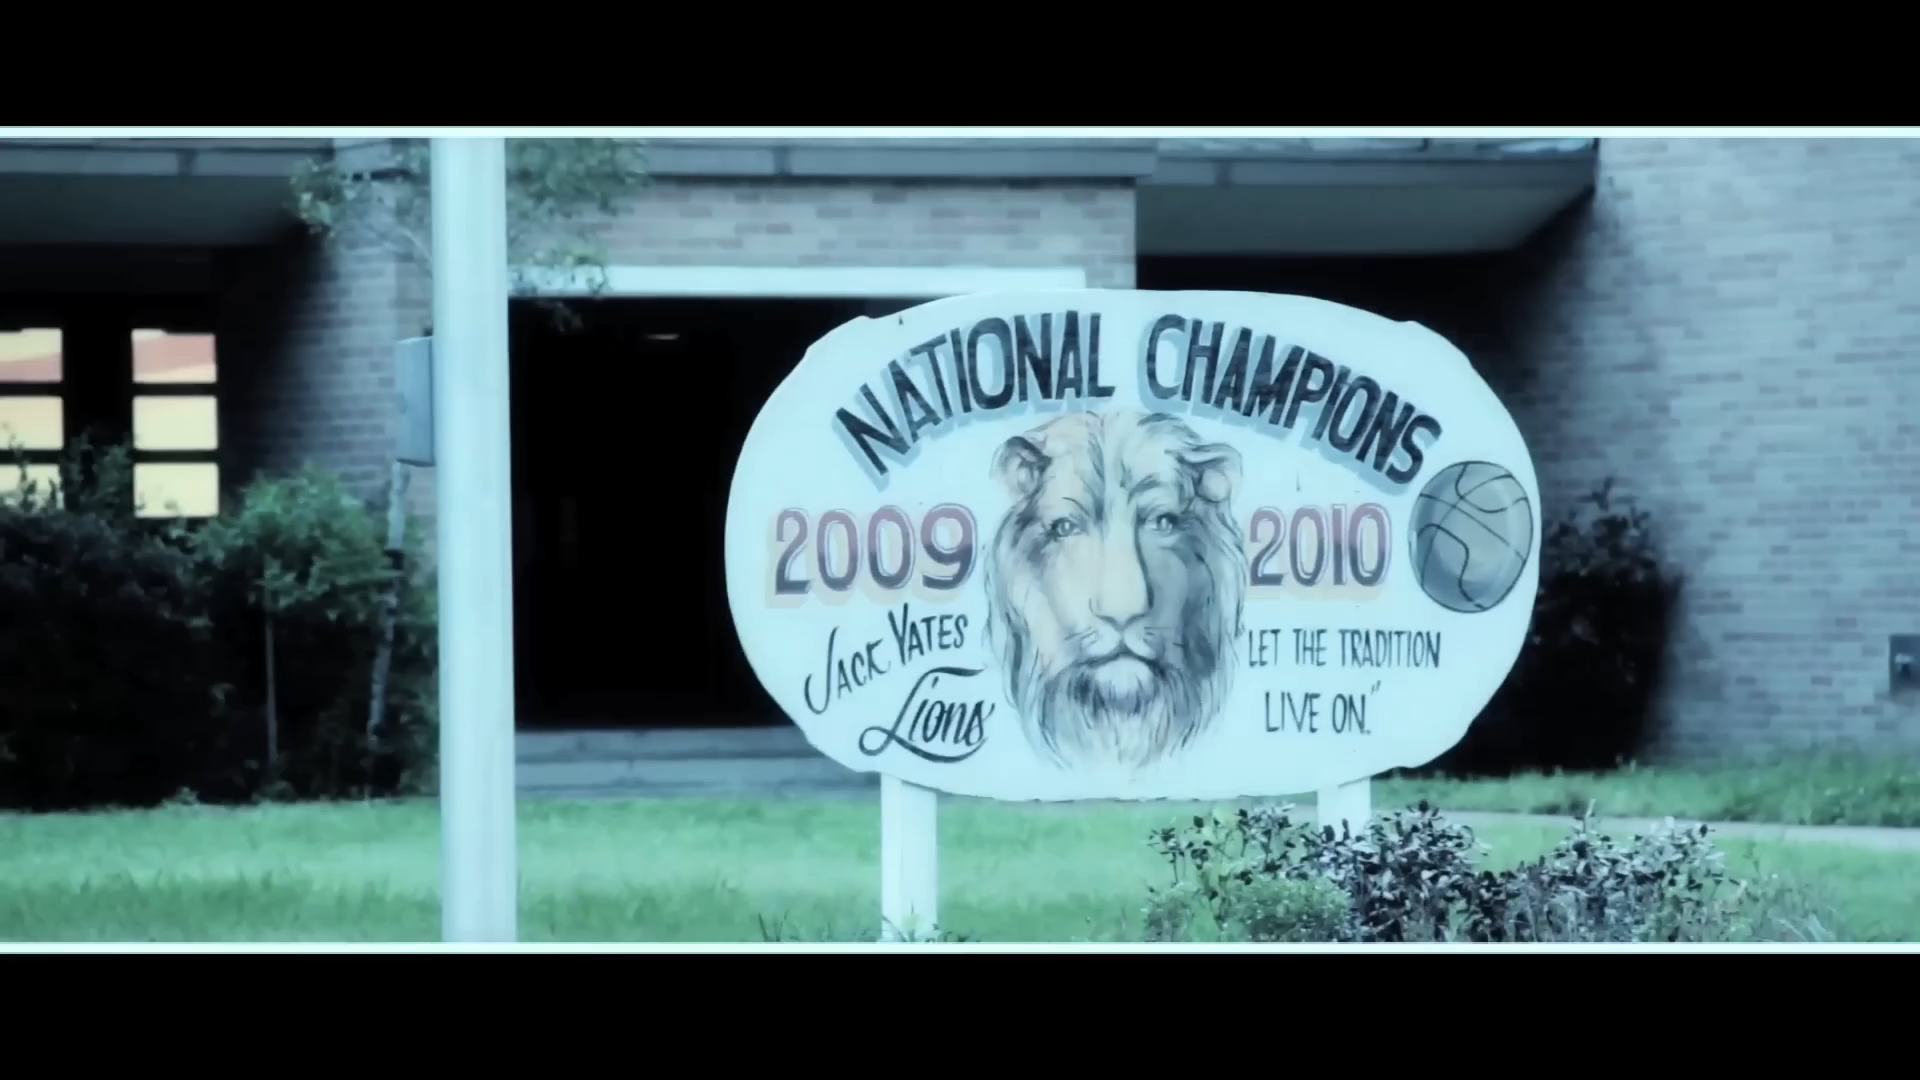 NATIONAL CHAMPIONS
2009 2010
JACK YATES
Lions
LET THE TRADITION
LIVE ON."